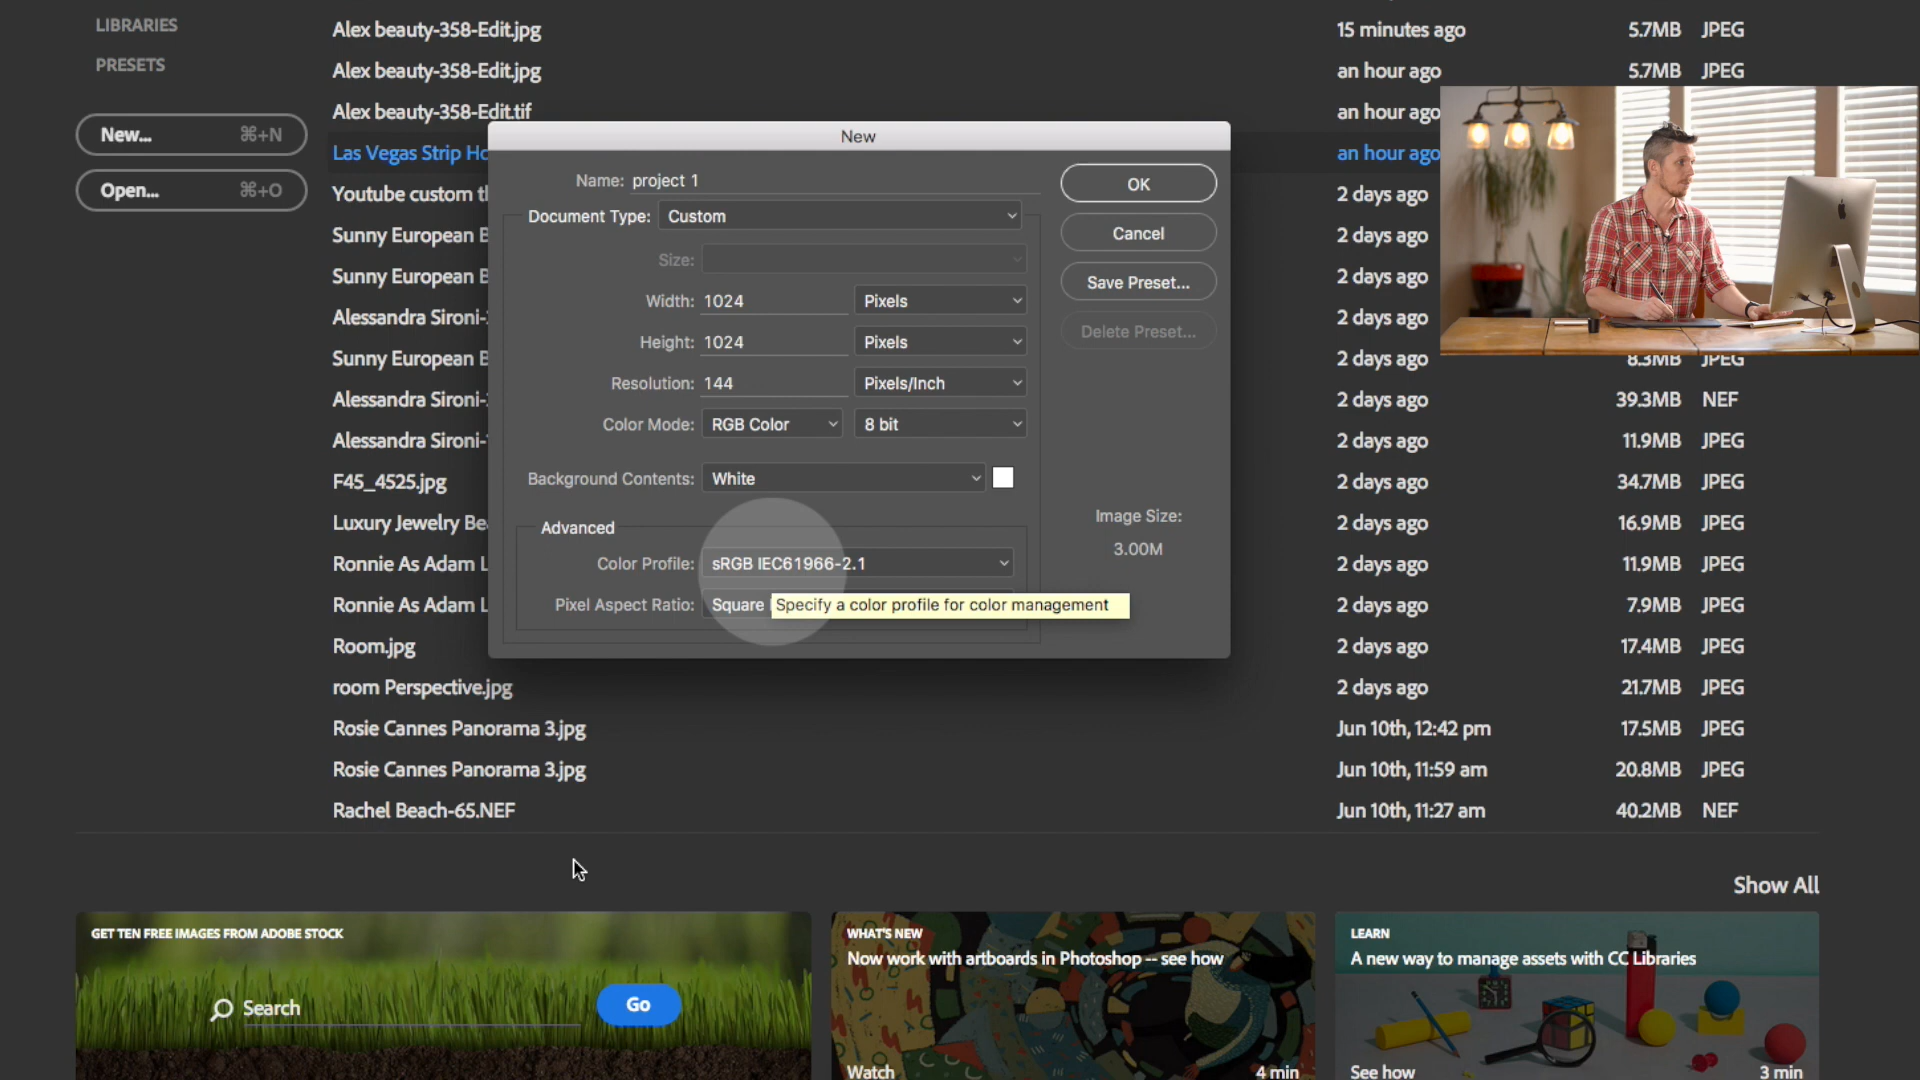 LIBRARIES
PRESETS
New... ⌘+N
Open... ⌘+O
Alex beauty-358-Edit.jpg 15 minutes ago 5.7MB JPEG
Alex beauty-358-Edit.jpg an hour ago 5.7MB JPEG
Alex beauty-358-Edit.tif an hour ago
Las Vegas Strip an hour ago
Youtube custom 2 days ago
Sunny European 2 days ago
Sunny European 2 days ago
Alessandra Sironi- 2 days ago
Sunny European 2 days ago 8.3MB JPEG
Alessandra Sironi- 2 days ago 39.3MB NEF
Alessandra Sironi- 2 days ago 11.9MB JPEG
F45_4525.jpg 2 days ago 34.7MB JPEG
Luxury Jewelry 2 days ago 16.9MB JPEG
Ronnie As Adam L 2 days ago 11.9MB JPEG
Ronnie As Adam L 2 days ago 7.9MB JPEG
Room.jpg 2 days ago 17.4MB JPEG
room Perspective.jpg 2 days ago 21.7MB JPEG
Rosie Cannes Panorama 3.jpg Jun 10th, 12:42 pm 17.5MB JPEG
Rosie Cannes Panorama 3.jpg Jun 10th, 11:59 am 20.8MB JPEG
Rachel Beach-65.NEF Jun 10th, 11:27 am 40.2MB NEF
New
Name: project 1
Document Type: Custom
Size:
Width: 1024 Pixels
Height: 1024 Pixels
Resolution: 144 Pixels/Inch
Color Mode: RGB Color 8 bit
Background Contents: White
Advanced
Color Profile: sRGB IEC61966-2.1
Pixel Aspect Ratio: Square
Specify a color profile for color management
OK
Cancel
Save Preset...
Delete Preset...
Image Size:
3.00M
Show All
GET TEN FREE IMAGES FROM ADOBE STOCK
Search
Go
WHAT'S NEW
Now work with artboards in Photoshop -- see how
Watch 4 min
LEARN
A new way to manage assets with CC Libraries
See how 3 min